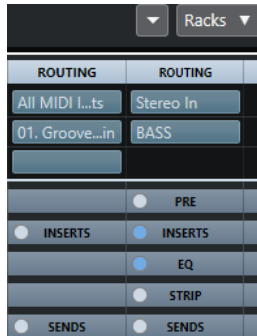 Racks
ROUTING ROUTING
All MIDI I...ts Stereo In
01. Groove...in BASS
PRE
INSERTS INSERTS
EQ
STRIP
SENDS SENDS